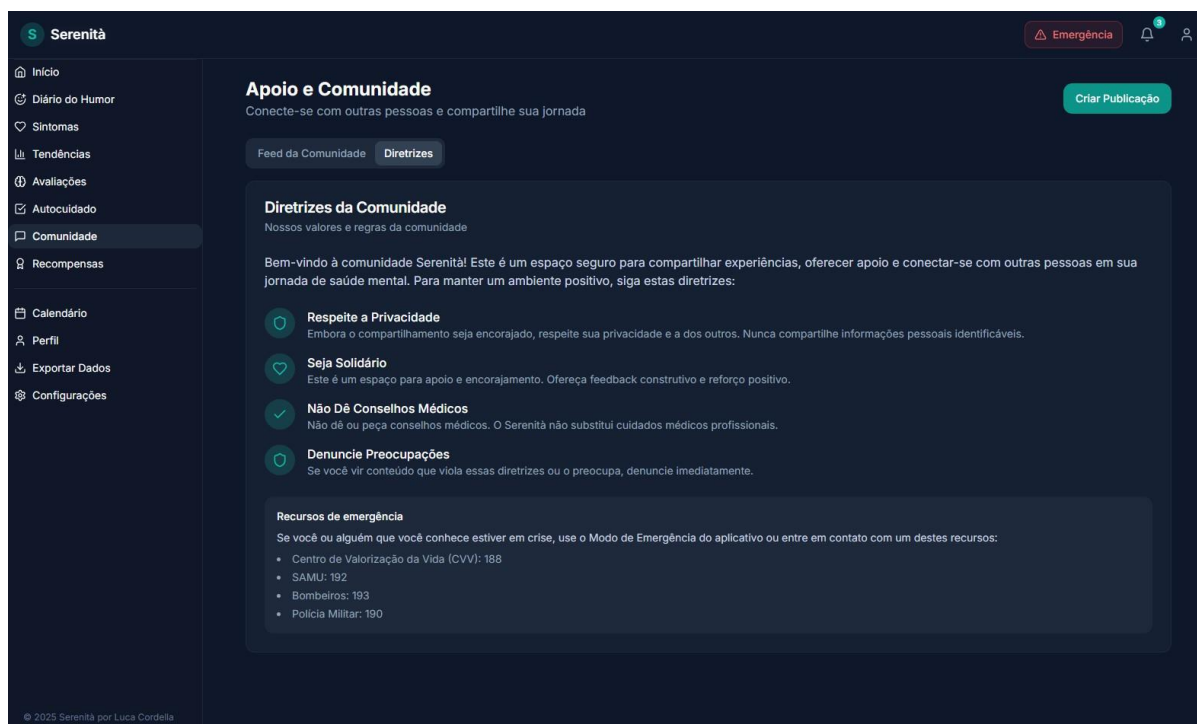 S Serenità
Emergência
3
Início
Diário do Humor
Sintomas
Tendências
Avaliações
Autocuidado
Comunidade
Recompensas
Calendário
Perfil
Exportar Dados
Configurações
© 2025 Serenità por Luca Cordella
Apoio e Comunidade
Conecte-se com outras pessoas e compartilhe sua jornada
Criar Publicação
Feed da Comunidade Diretrizes
Diretrizes da Comunidade
Nossos valores e regras da comunidade
Bem-vindo à comunidade Serenità! Este é um espaço seguro para compartilhar experiências, oferecer apoio e conectar-se com outras pessoas em sua
jornada de saúde mental. Para manter um ambiente positivo, siga estas diretrizes:
Respeite a Privacidade
Embora o compartilhamento seja encorajado, respeite sua privacidade e a dos outros. Nunca compartilhe informações pessoais identificáveis.
Seja Solidário
Este é um espaço para apoio e encorajamento. Ofereça feedback construtivo e reforço positivo.
Não Dê Conselhos Médicos
Não dê ou peça conselhos médicos. O Serenità não substitui cuidados médicos profissionais.
Denuncie Preocupações
Se você vir conteúdo que viola essas diretrizes ou o preocupa, denuncie imediatamente.
Recursos de emergência
Se você ou alguém que você conhece estiver em crise, use o Modo de Emergência do aplicativo ou entre em contato com um destes recursos:
• Centro de Valorização da Vida (CVV): 188
• SAMU: 192
• Bombeiros: 193
• Polícia Militar: 190